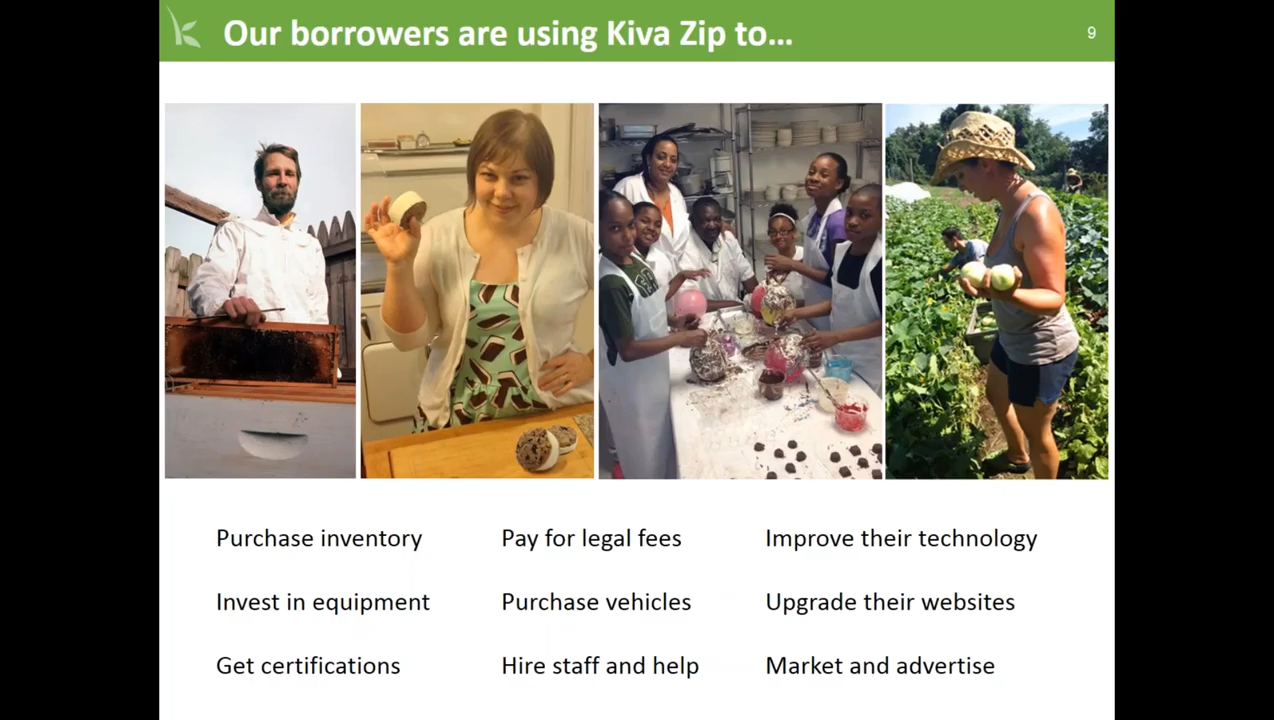 Our borrowers are using Kiva Zip to...
9
Purchase inventory
Pay for legal fees
Improve their technology
Invest in equipment
Purchase vehicles
Upgrade their websites
Get certifications
Hire staff and help
Market and advertise